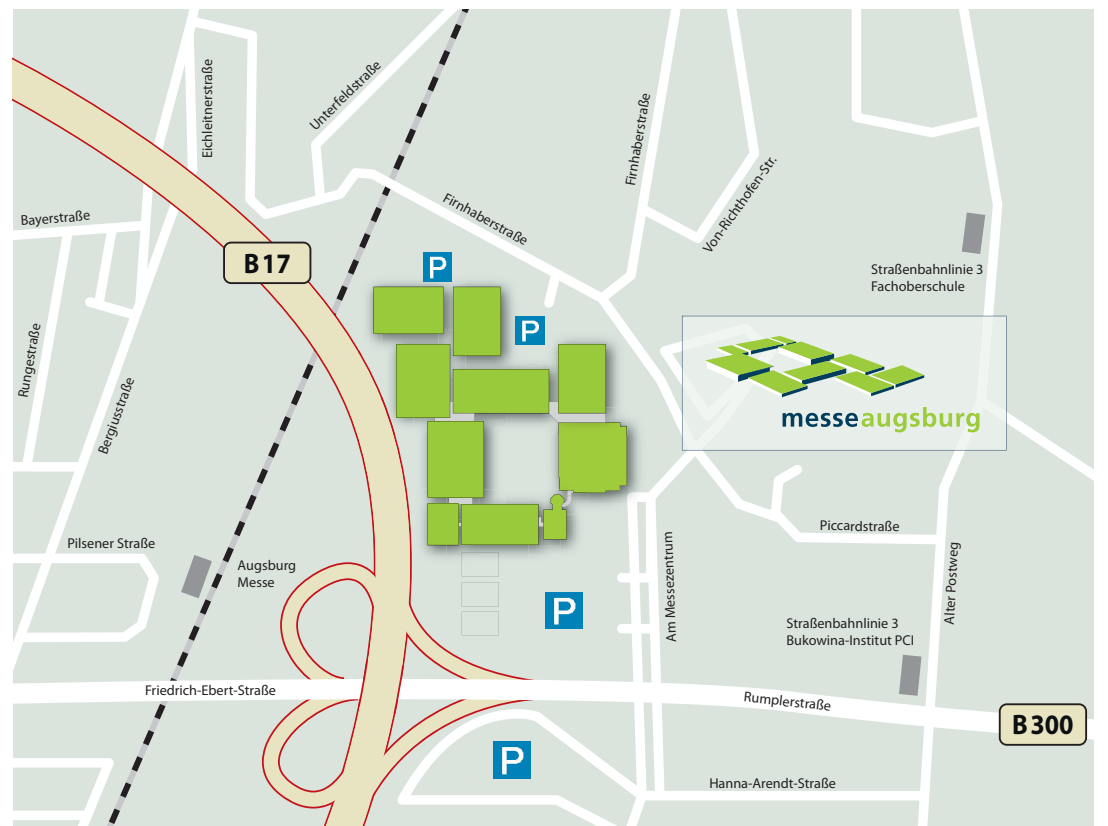 Eichleitnerstraße
Unterfeldstraße
Firnhaberstraße
Von-Richthofen-Str.
Bayerstraße
Firnhaberstraße
B17
P
Straßenbahnlinie 3
Fachoberschule
P
Rungestraße
Bergiusstraße
messeaugsburg
Piccardstraße
Pilsener Straße
Augsburg
Messe
Am Messezentrum
Alter Postweg
P
Straßenbahnlinie 3
Bukowina-Institut PCI
Friedrich-Ebert-Straße
Rumplerstraße
B300
P
Hanna-Arendt-Straße